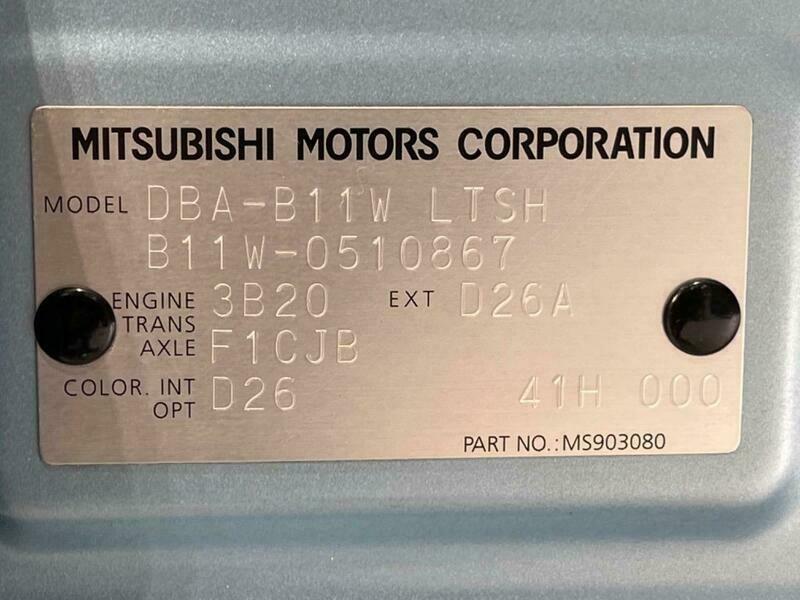 MITSUBISHI MOTORS CORPORATION
MODEL DBA-B11W LTSH
B11W-0510867
ENGINE 3B20 EXT D26A
TRANS
AXLE F1CJB
COLOR. INT D26 41H 000
OPT
PART NO.:MS903080